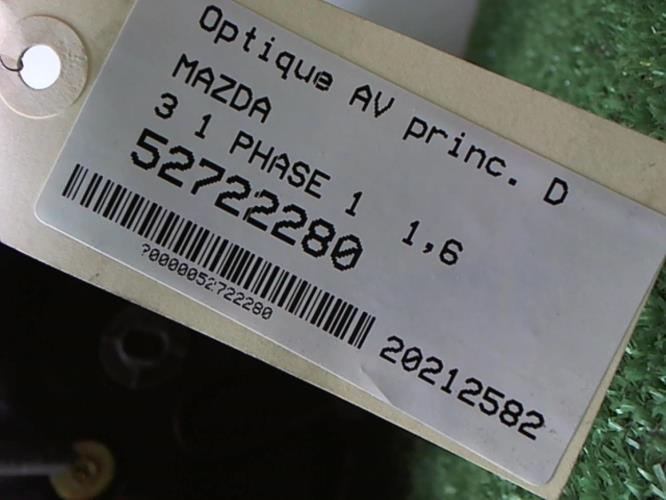 Optique AV princ. D
MAZDA
3 1 PHASE 1 1,6
52722280
?0000052722280
20212582